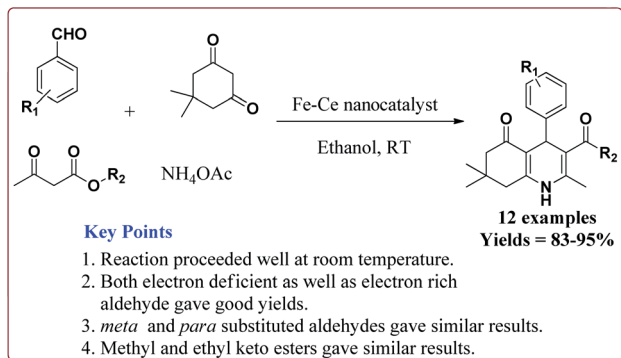 CHO
R1
+
O
O
Fe-Ce nanocatalyst
Ethanol, RT
O
O
O
R2
NH4OAc
R1
O
O
R2
N
H
12 examples
Yields = 83-95%
Key Points
1. Reaction proceeded well at room temperature.
2. Both electron deficient as well as electron rich
aldehyde gave good yields.
3. meta and para substituted aldehydes gave similar results.
4. Methyl and ethyl keto esters gave similar results.